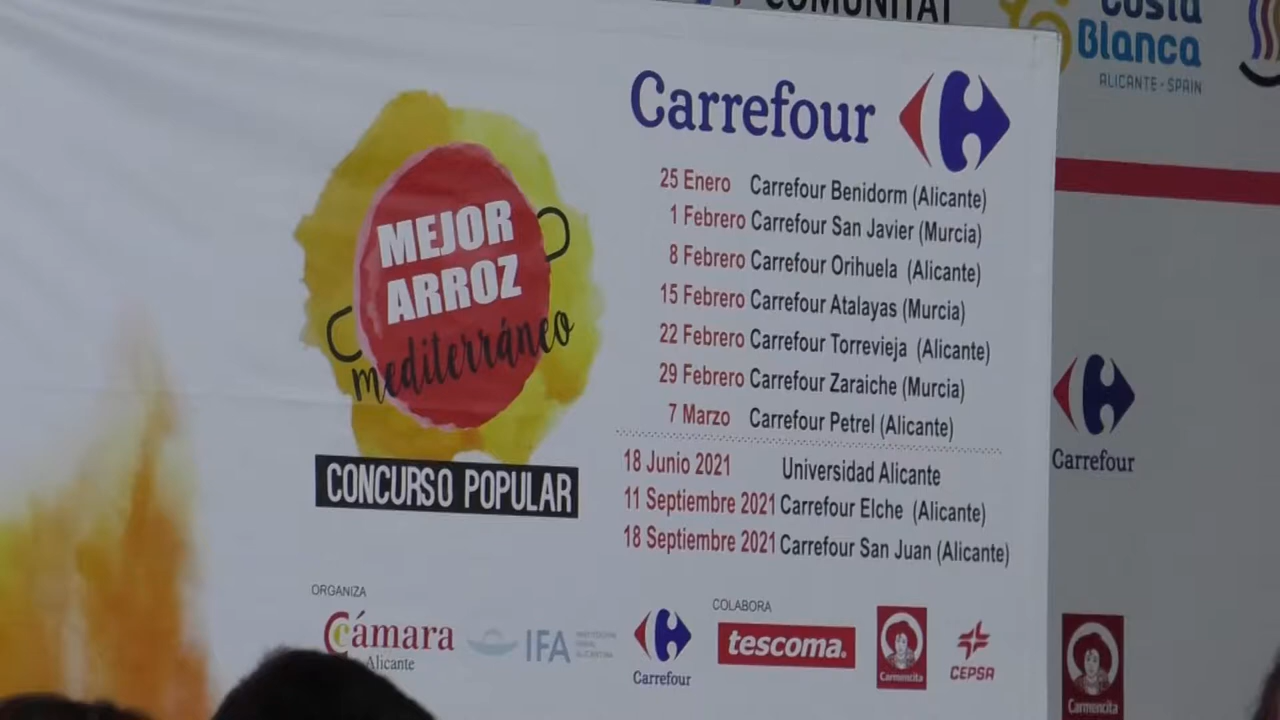 COMUNITAT
Costa
Blanca
ALICANTE - SPAIN
Carrefour
MEJOR
ARROZ
mediterráneo
CONCURSO POPULAR
25 Enero Carrefour Benidorm (Alicante)
1 Febrero Carrefour San Javier (Murcia)
8 Febrero Carrefour Orihuela (Alicante)
15 Febrero Carrefour Atalayas (Murcia)
22 Febrero Carrefour Torrevieja (Alicante)
29 Febrero Carrefour Zaraiche (Murcia)
7 Marzo Carrefour Petrel (Alicante)
18 Junio 2021 Universidad Alicante
11 Septiembre 2021 Carrefour Elche (Alicante)
18 Septiembre 2021 Carrefour San Juan (Alicante)
Carrefour
ORGANIZA
Cámara
Alicante
IFA
Carrefour
COLABORA
tescoma.
Carmencita
CEPSA
Carmencita